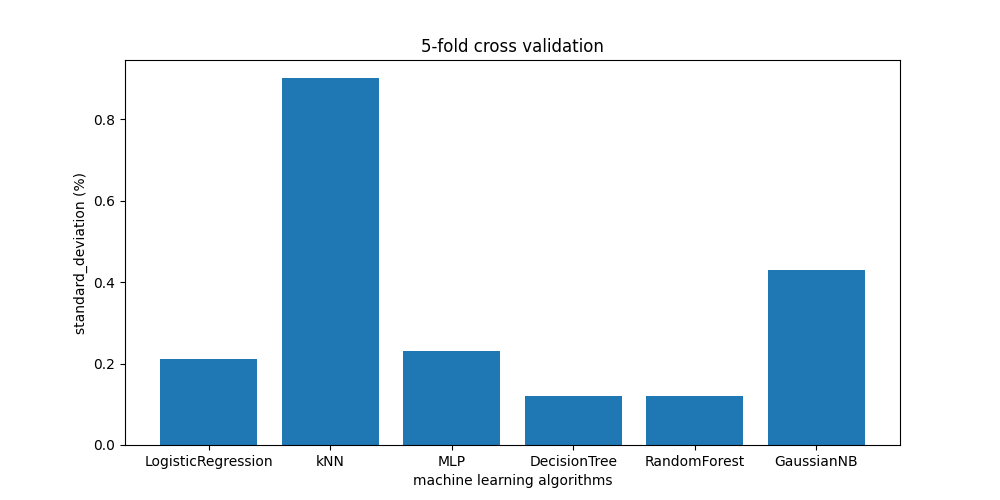 5-fold cross validation
standard_deviation (%)
0.8
0.6
0.4
0.2
0.0
LogisticRegression kNN MLP DecisionTree RandomForest GaussianNB
machine learning algorithms